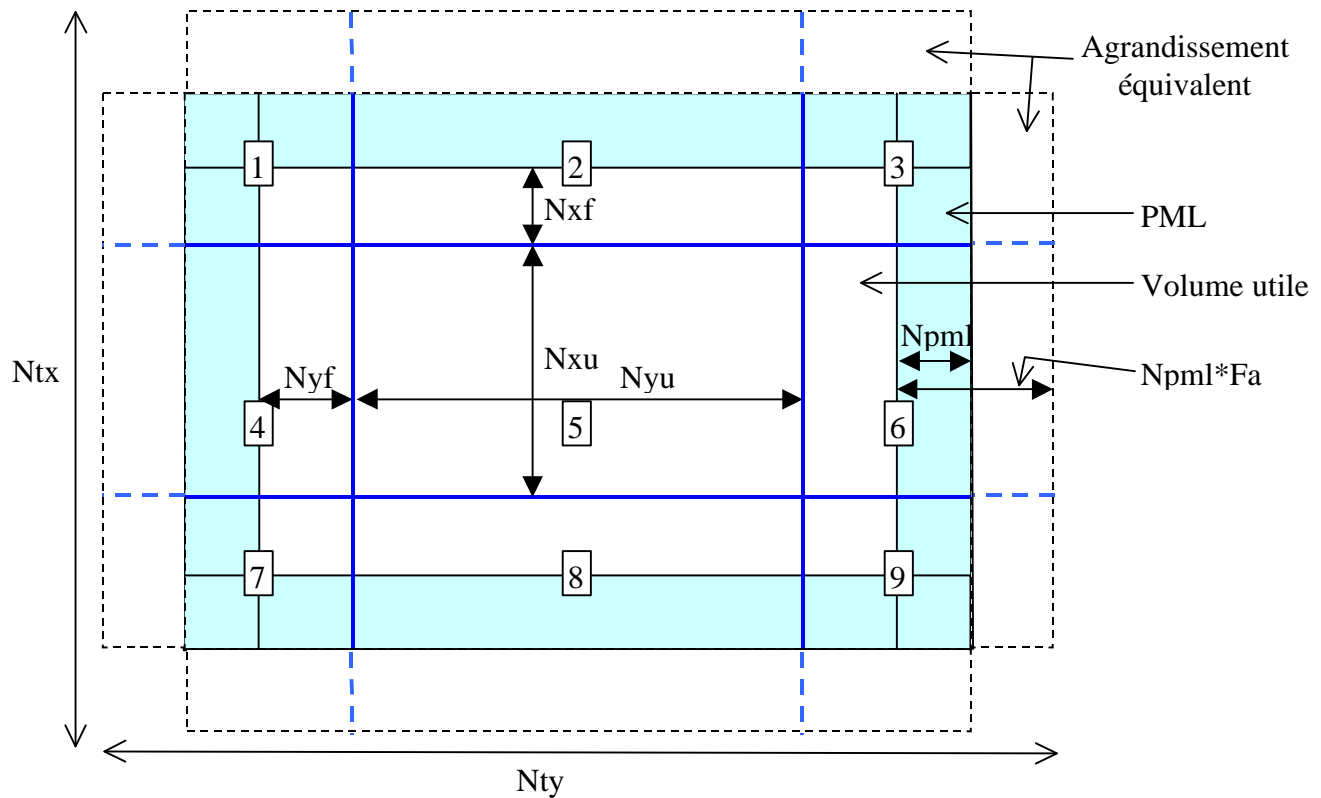 Agrandissement
équivalent
1
2
3
Nxf
PML
Volume utile
Npml
Ntx
Nxu
Nyf
Nyu
Npml*Fa
4
5
6
7
8
9
Nty